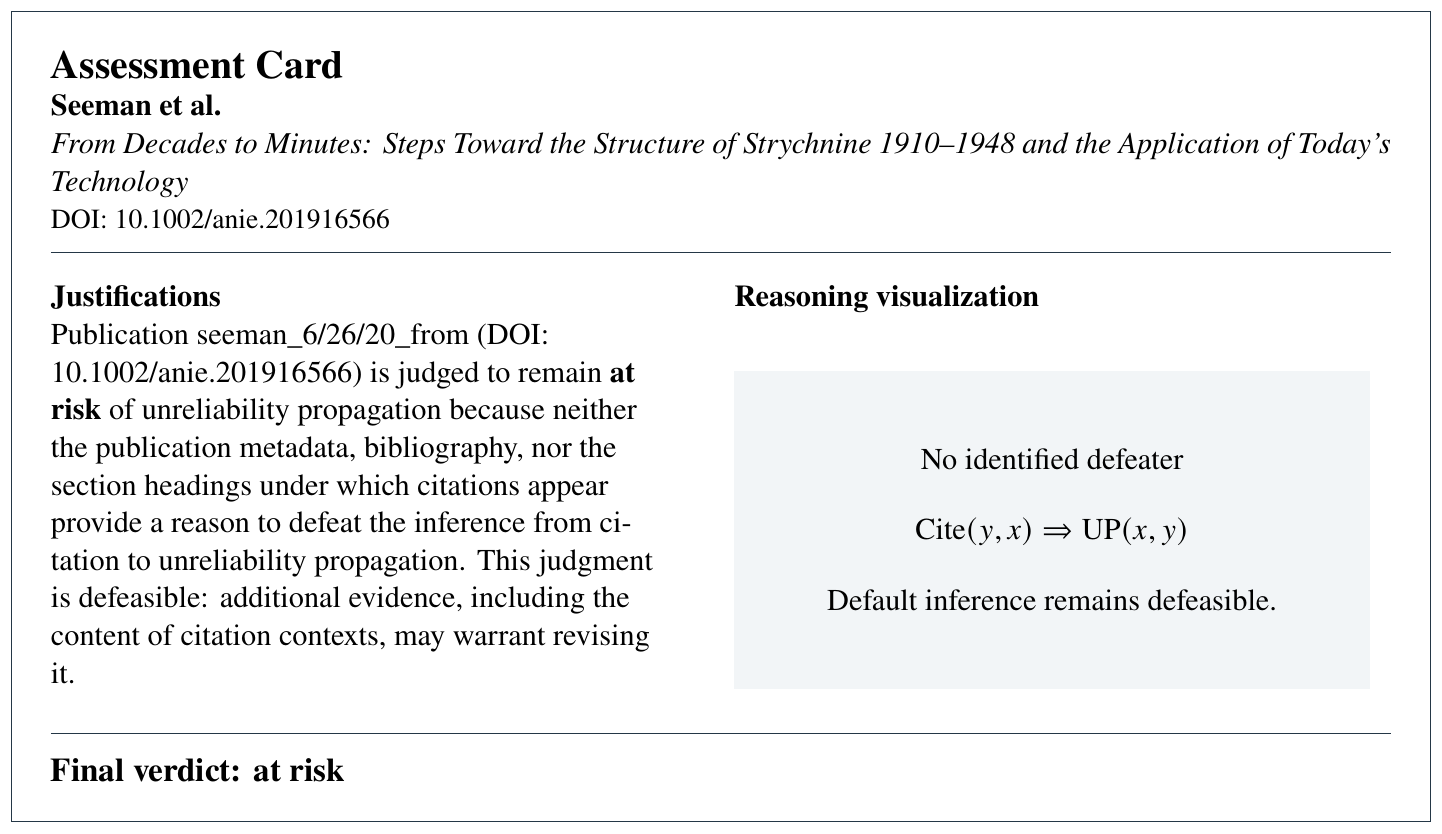 Assessment Card
Seeman et al.
From Decades to Minutes: Steps Toward the Structure of Strychnine 1910–1948 and the Application of Today’s
Technology
DOI: 10.1002/anie.201916566
Justifications
Publication seeman_6/26/20_from (DOI:
10.1002/anie.201916566) is judged to remain at
risk of unreliability propagation because neither
the publication metadata, bibliography, nor the
section headings under which citations appear
provide a reason to defeat the inference from ci-
tation to unreliability propagation. This judgment
is defeasible: additional evidence, including the
content of citation contexts, may warrant revising
it.
Reasoning visualization
No identified defeater
Cite(y, x) ⟹ UP(x, y)
Default inference remains defeasible.
Final verdict: at risk